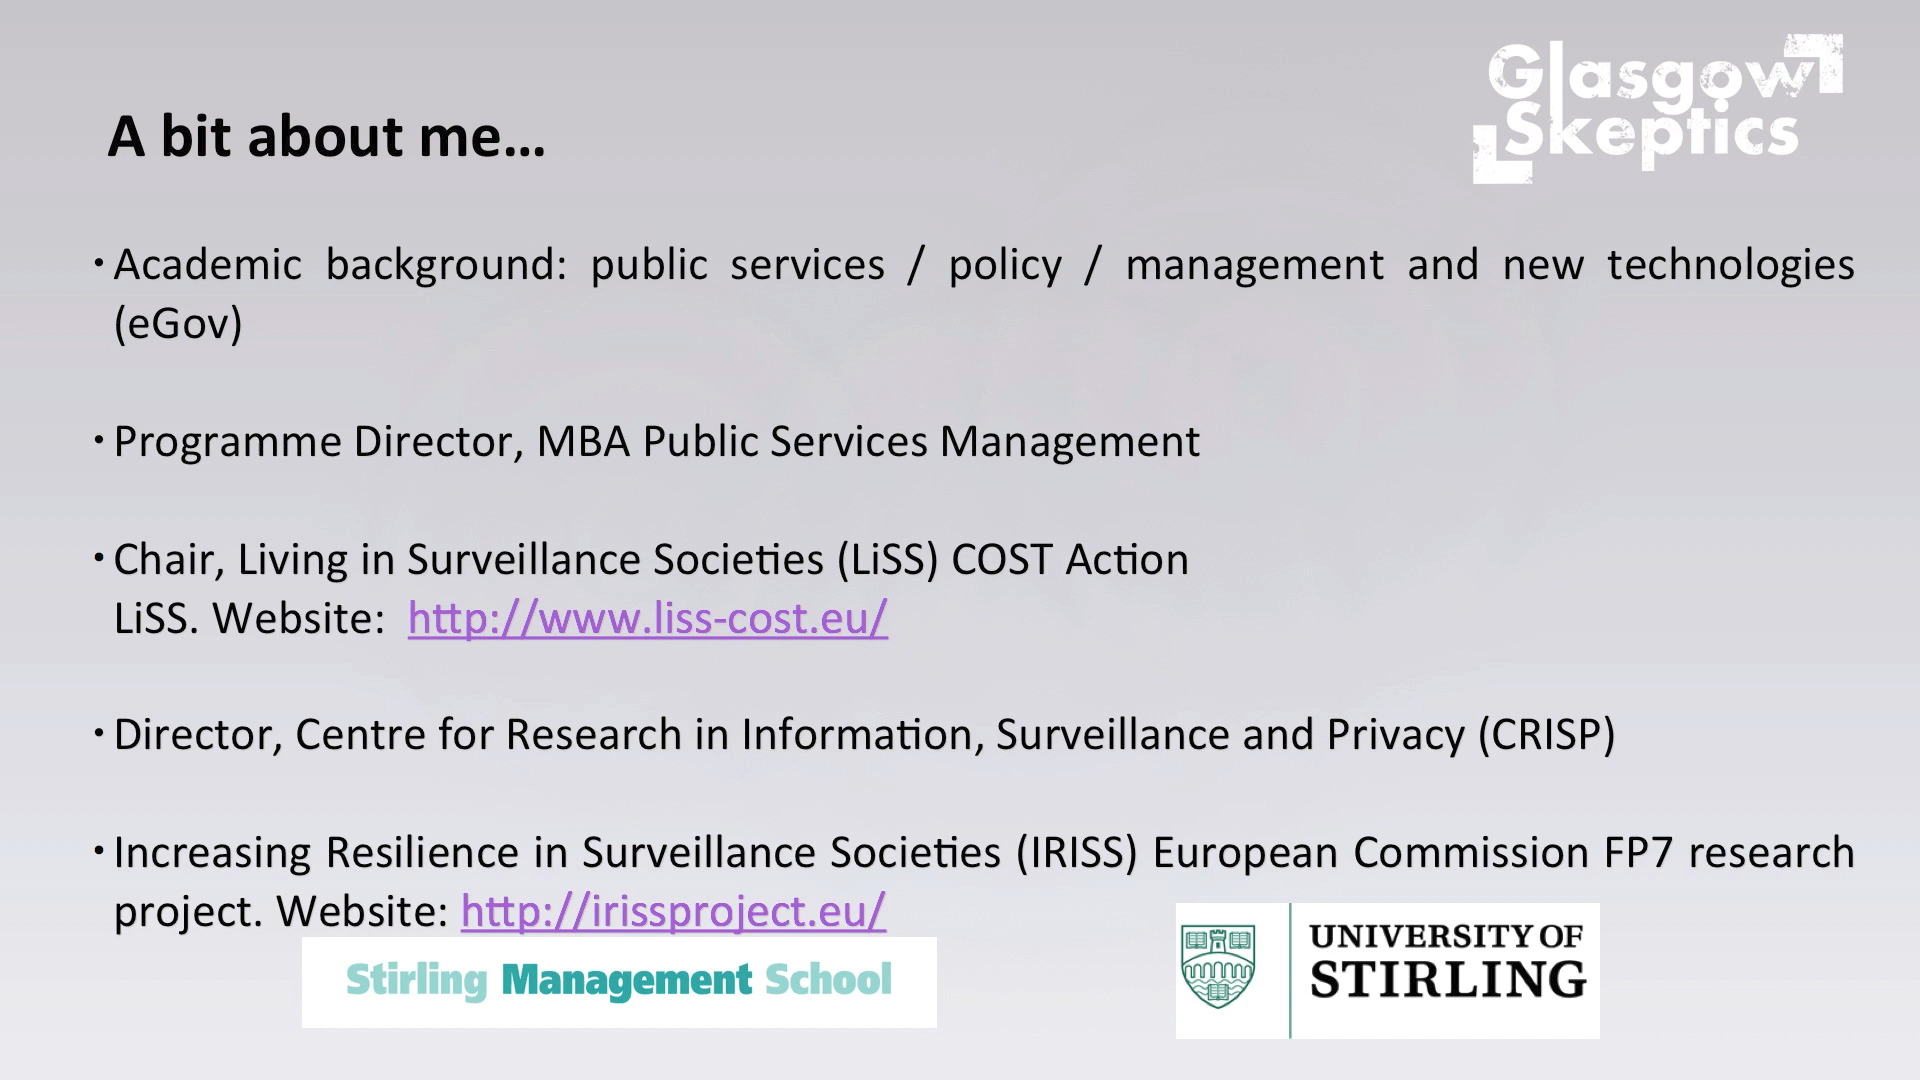 Glasgow
Skeptics
A bit about me...
• Academic background: public services / policy / management and new technologies
(eGov)
• Programme Director, MBA Public Services Management
• Chair, Living in Surveillance Societies (LiSS) COST Action
LiSS. Website: http://www.liss-cost.eu/
• Director, Centre for Research in Information, Surveillance and Privacy (CRISP)
• Increasing Resilience in Surveillance Societies (IRISS) European Commission FP7 research
project. Website: http://irissproject.eu/
Stirling Management School
UNIVERSITY OF
STIRLING